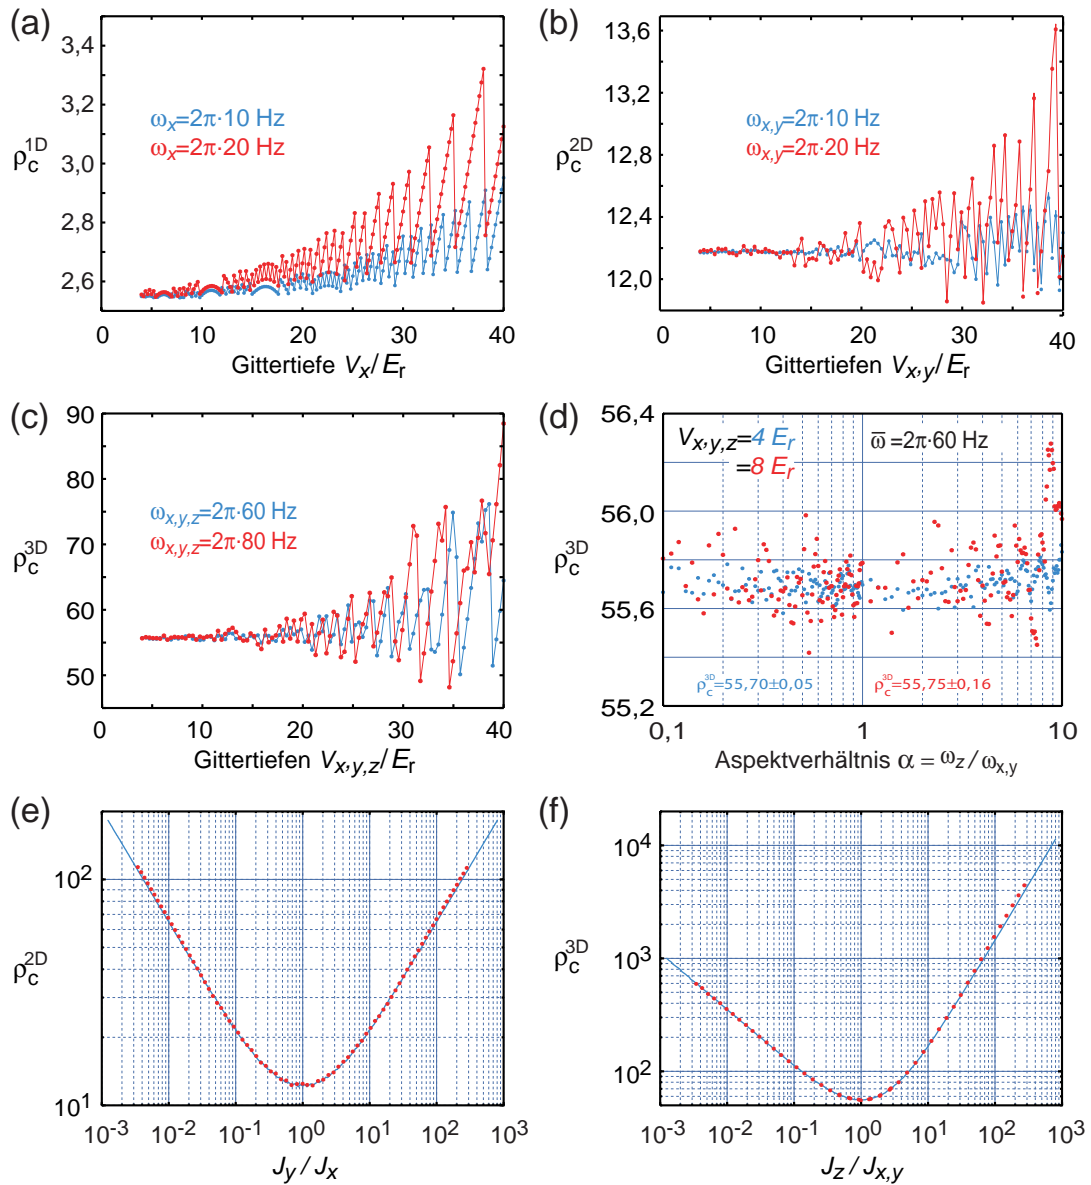 (a)
3,4
3,2
3,0
2,8
2,6
ρc1D
ωx=2π·10 Hz
ωx=2π·20 Hz
0 10 20 30 40
Gittertiefe Vx/Er
(b)
13,6
13,2
12,8
12,4
12,0
ρc2D
ωx,y=2π·10 Hz
ωx,y=2π·20 Hz
0 10 20 30 40
Gittertiefen Vx,y/Er
(c)
90
80
70
60
50
ρc3D
ωx,y,z=2π·60 Hz
ωx,y,z=2π·80 Hz
0 10 20 30 40
Gittertiefen Vx,y,z/Er
(d)
56,4
56,0
55,6
55,2
ρc3D
Vx,y,z=4 Er
=8 Er
ω̅=2π·60 Hz
ρc3D=55,70±0,05
ρc3D=55,75±0,16
0,1 1 10
Aspektverhältnis α = ωz/ωx,y
(e)
10²
10¹
ρc2D
10⁻³ 10⁻² 10⁻¹ 10⁰ 10¹ 10² 10³
Jy / Jx
(f)
10⁴
10³
10²
ρc3D
10⁻³ 10⁻² 10⁻¹ 10⁰ 10¹ 10² 10³
Jz / Jx,y